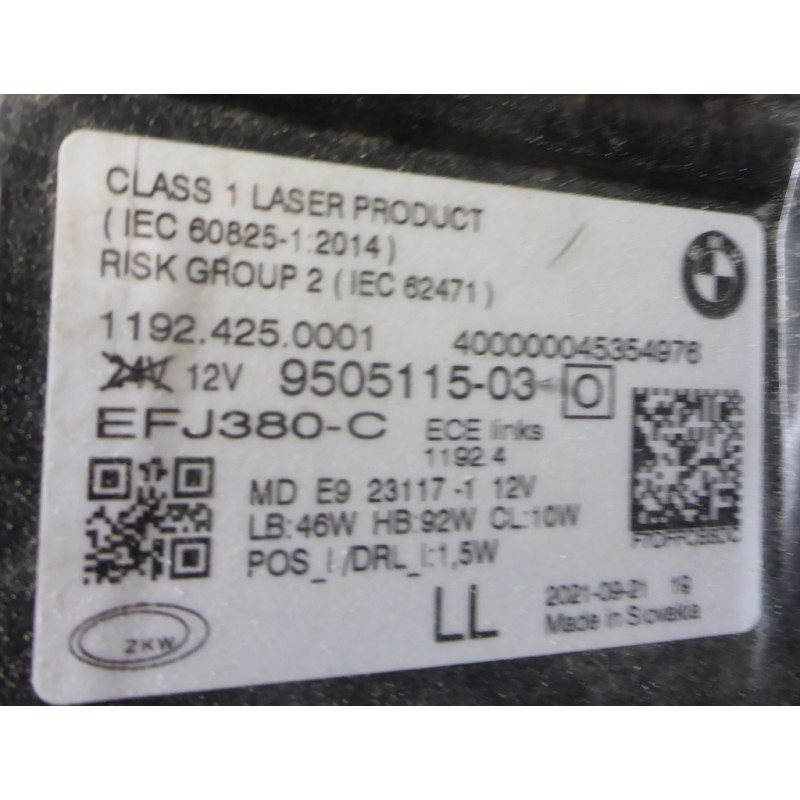 CLASS 1 LASER PRODUCT
( IEC 60825-1:2014 )
RISK GROUP 2 ( IEC 62471 )
BMW
1192.425.0001 400000045354976
24V 12V 9505115-03 O
EFJ380-C ECE links
1192.4
MD E9 23117-1 12V
LB:46W HB:92W CL:10W
POS_I/DRL_I:1,5W
LL 2021-09-21 19
Made in Slovakia
ZKW